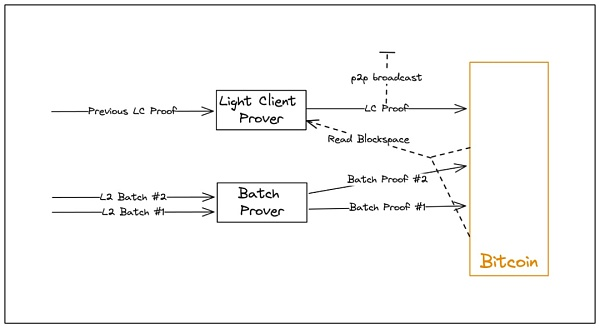 p2p broadcast
Previous LC Proof
Light Client
Prover
LC Proof
Read Blockspace
Batch Proof #2
L2 Batch #2
L2 Batch #1
Batch
Prover
Batch Proof #1
Bitcoin